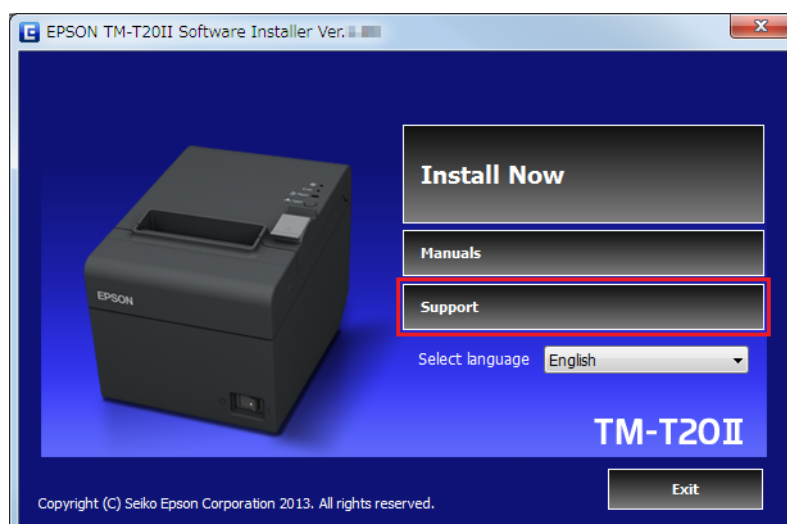 EPSON TM-T20II Software Installer Ver.
Install Now
Manuals
EPSON
Support
Select language English
TM-T20II
Exit
Copyright (C) Seiko Epson Corporation 2013. All rights reserved.